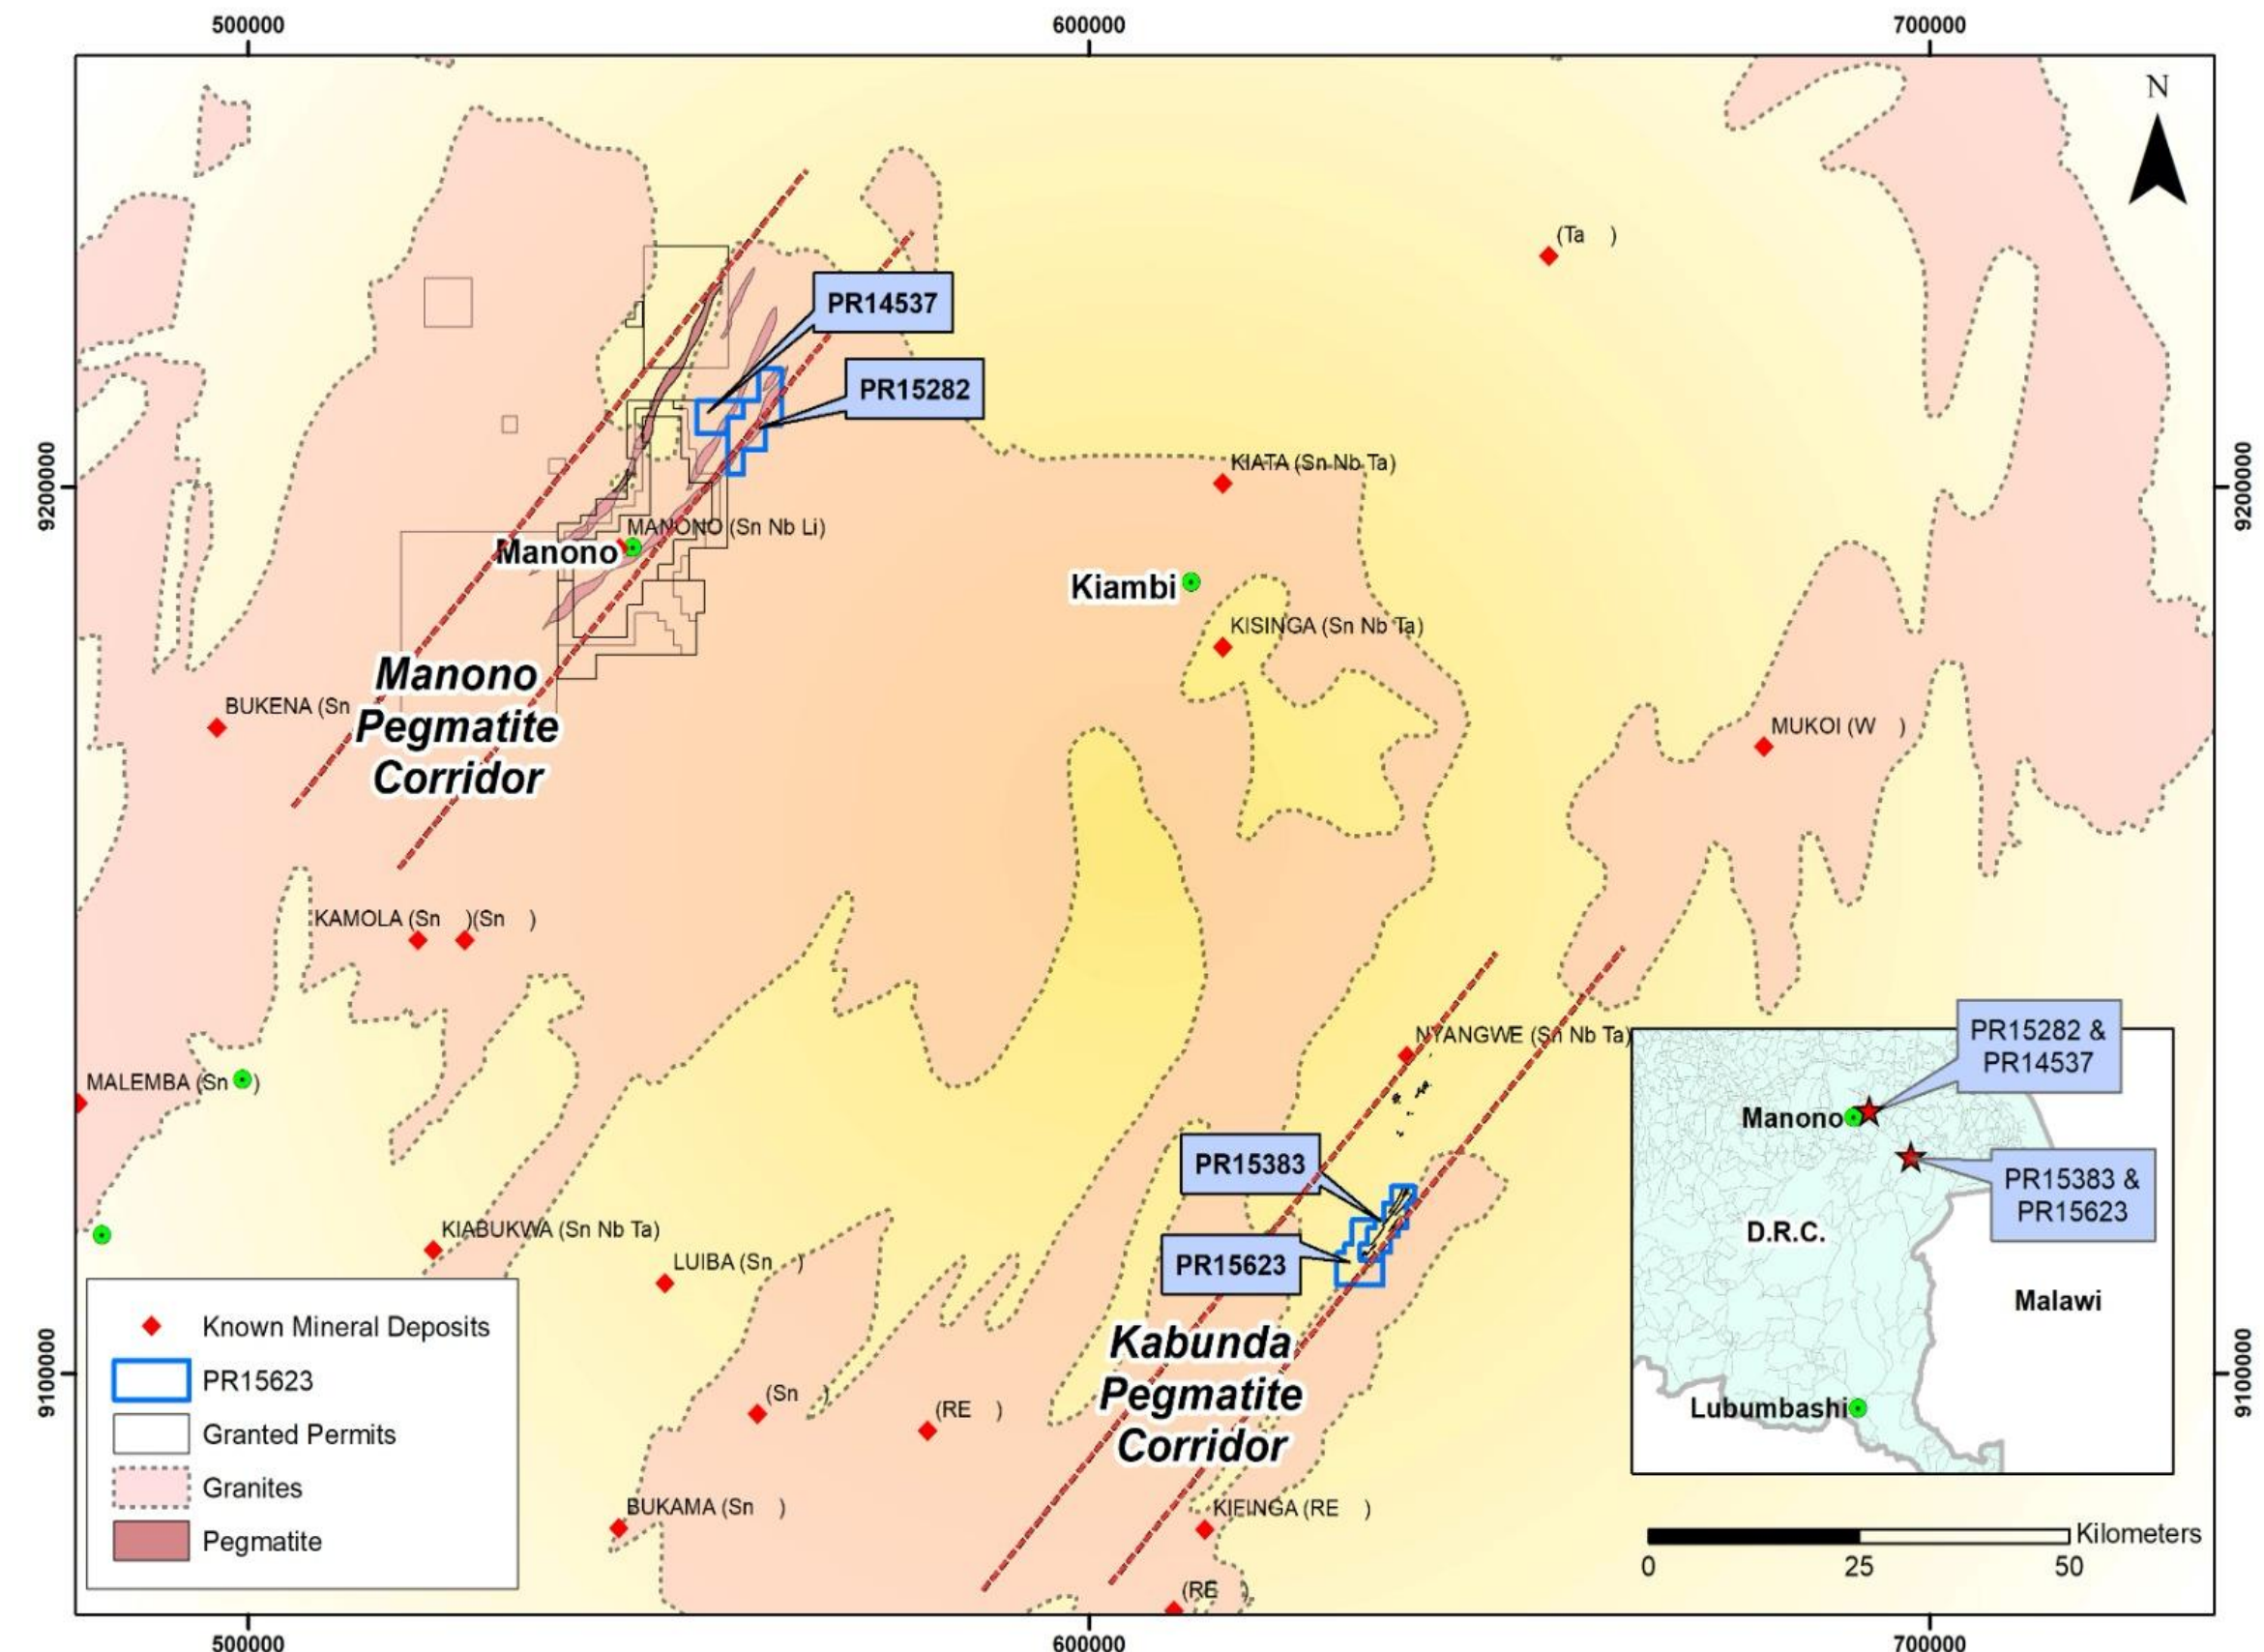 500000
600000
700000
N
(Ta )
PR14537
PR15282
9200000
9200000
KIATA (Sn Nb Ta)
MANONO (Sn Nb Li)
Manono
Kiambi
KISINGA (Sn Nb Ta)
Manono
Pegmatite
Corridor
BUKENA (Sn
MUKOI (W )
KAMOLA (Sn )(Sn )
NYANGWE (Sn Nb Ta)
MALEMBA (Sn )
PR15383
PR15623
KIABUKWA (Sn Nb Ta)
LUIBA (Sn )
Kabunda
Pegmatite
Corridor
(Sn )
(RE )
BUKAMA (Sn )
KIFINGA (RE )
(RE )
9100000
9100000
Known Mineral Deposits
PR15623
Granted Permits
Granites
Pegmatite
PR15282 &
PR14537
Manono
PR15383 &
PR15623
D.R.C.
Malawi
Lubumbashi
Kilometers
0
25
50
500000
600000
700000